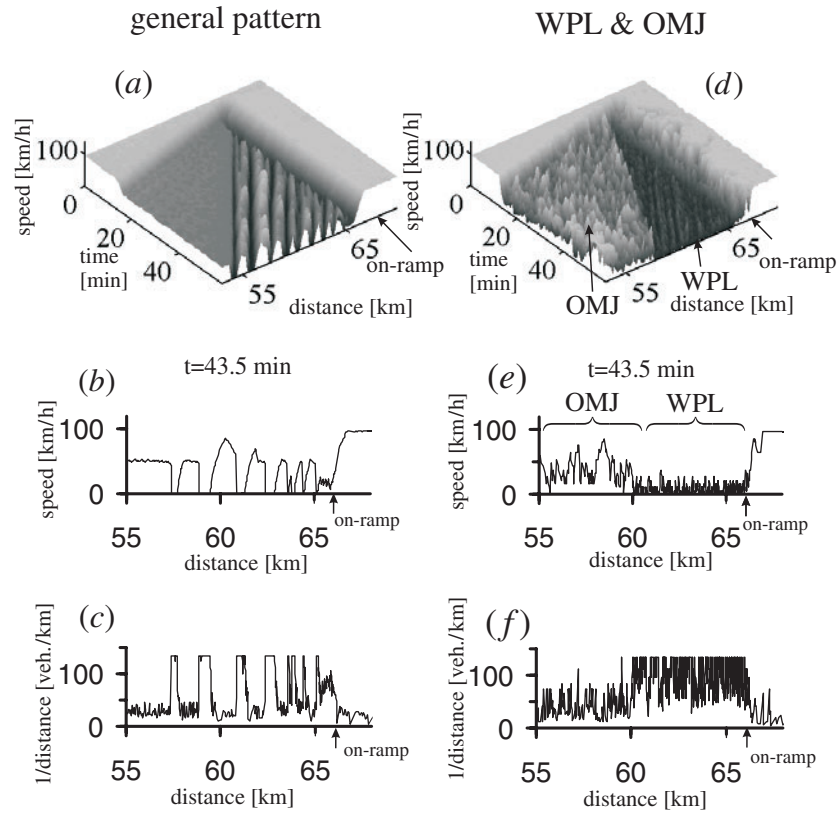 general pattern
WPL & OMJ
(a)
speed [km/h]
100
0
20
40
time
[min]
55
65
on-ramp
distance [km]
(d)
speed [km/h]
100
0
20
40
time
[min]
55
65
on-ramp
WPL
OMJ
distance [km]
(b)
t=43.5 min
speed [km/h]
100
0
on-ramp
55 60 65
distance [km]
(e)
t=43.5 min
OMJ WPL
speed [km/h]
100
0
on-ramp
55 60 65
distance [km]
(c)
1/distance [veh./km]
100
0
on-ramp
55 60 65
distance [km]
(f)
1/distance [veh./km]
100
0
on-ramp
55 60 65
distance [km]